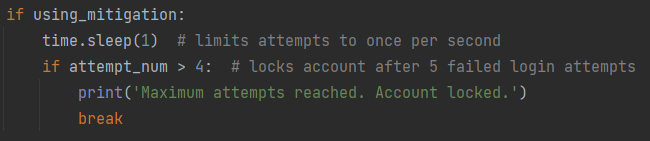 if using_mitigation:
    time.sleep(1)  # limits attempts to once per second
    if attempt_num > 4:  # locks account after 5 failed login attempts
        print('Maximum attempts reached. Account locked.')
        break